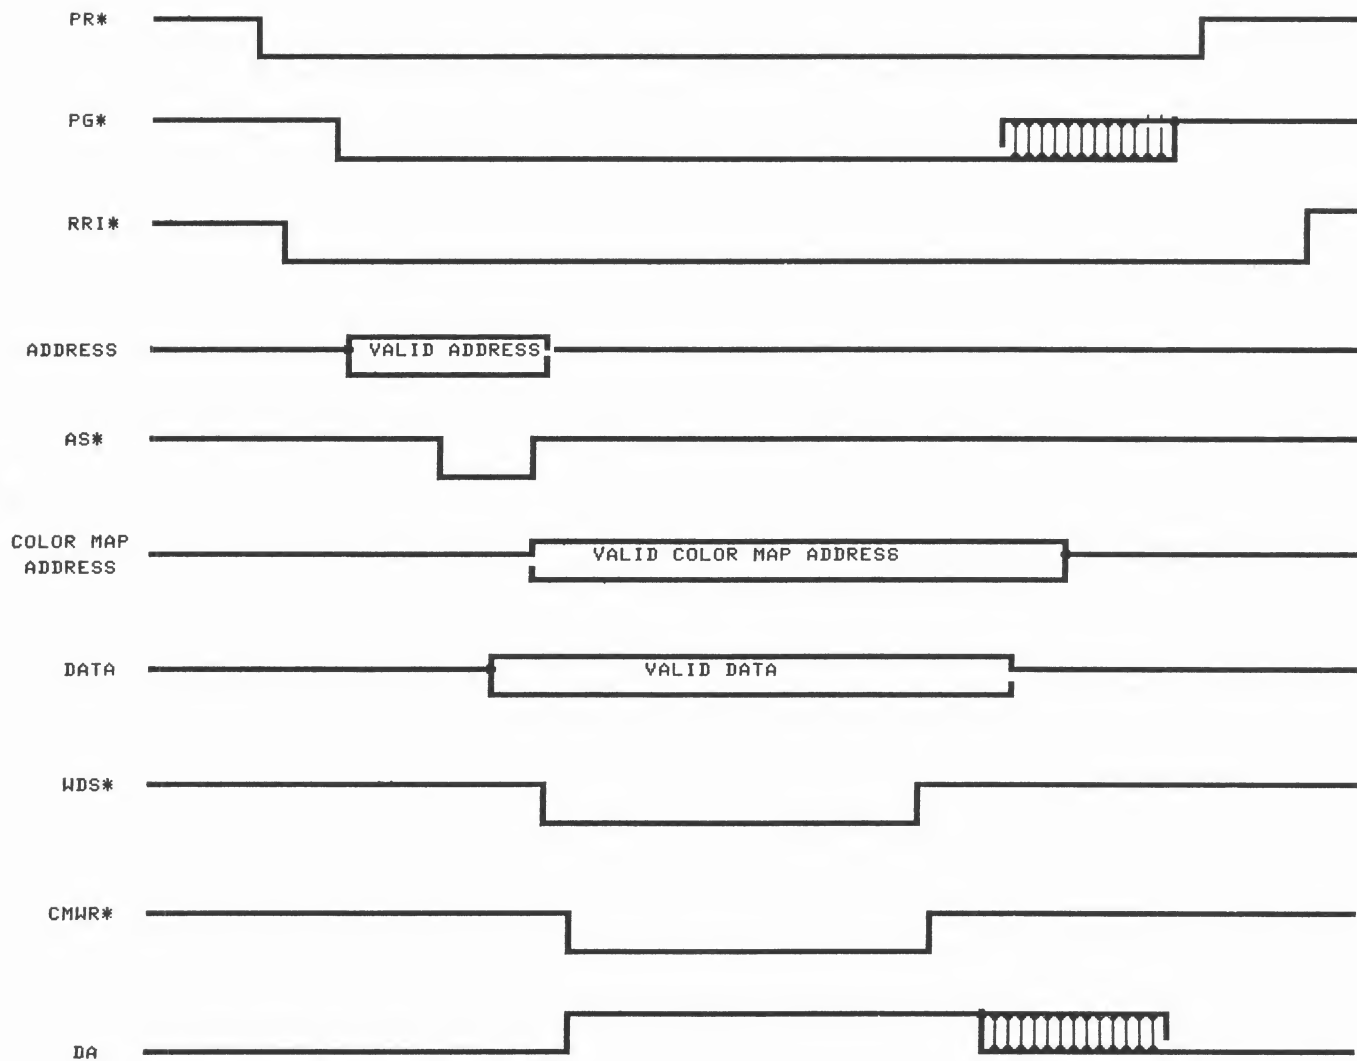 PR*
PG*
RRI*
ADDRESS
VALID ADDRESS
AS*
COLOR MAP
ADDRESS
VALID COLOR MAP ADDRESS
DATA
VALID DATA
WDS*
CMWR*
DA